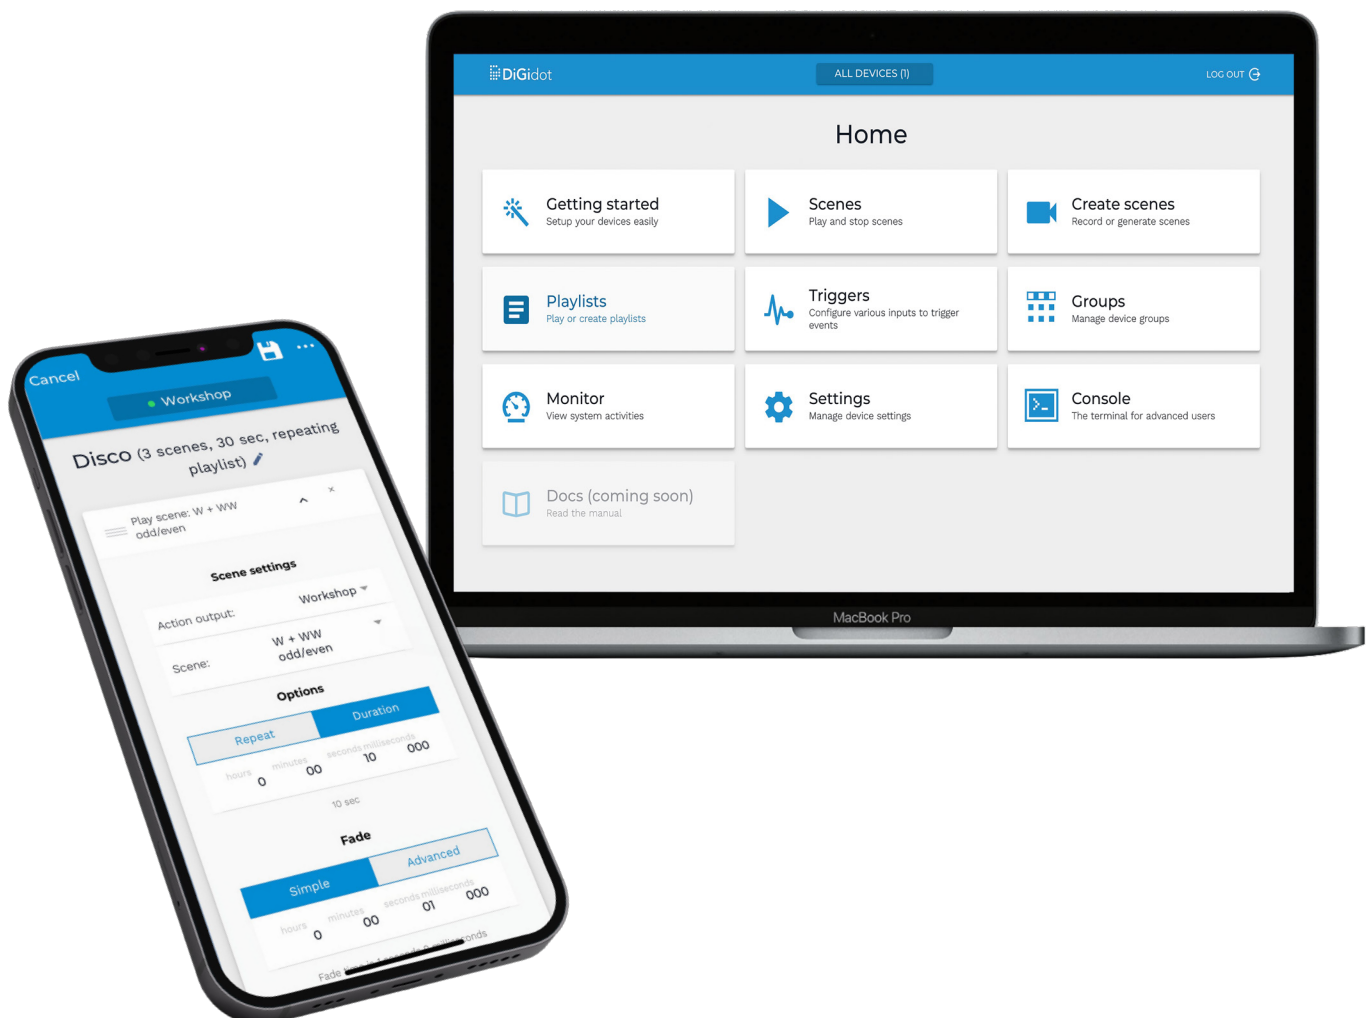 DiGidot
ALL DEVICES (1)
LOG OUT
Home
Getting started
Setup your devices easily
Scenes
Play and stop scenes
Create scenes
Record or generate scenes
Playlists
Play or create playlists
Triggers
Configure various inputs to trigger
events
Groups
Manage device groups
Monitor
View system activities
Settings
Manage device settings
Console
The terminal for advanced users
Docs (coming soon)
Read the manual
MacBook Pro
Cancel
Workshop
Disco (3 scenes, 30 sec, repeating
playlist)
Play scene: W + WW
odd/even
Scene settings
Action output: Workshop
Scene: W + WW
odd/even
Options
Repeat Duration
hours minutes seconds milliseconds
0 00 10 000
10 sec
Fade
Simple Advanced
hours minutes seconds milliseconds
0 00 01 000
Fade